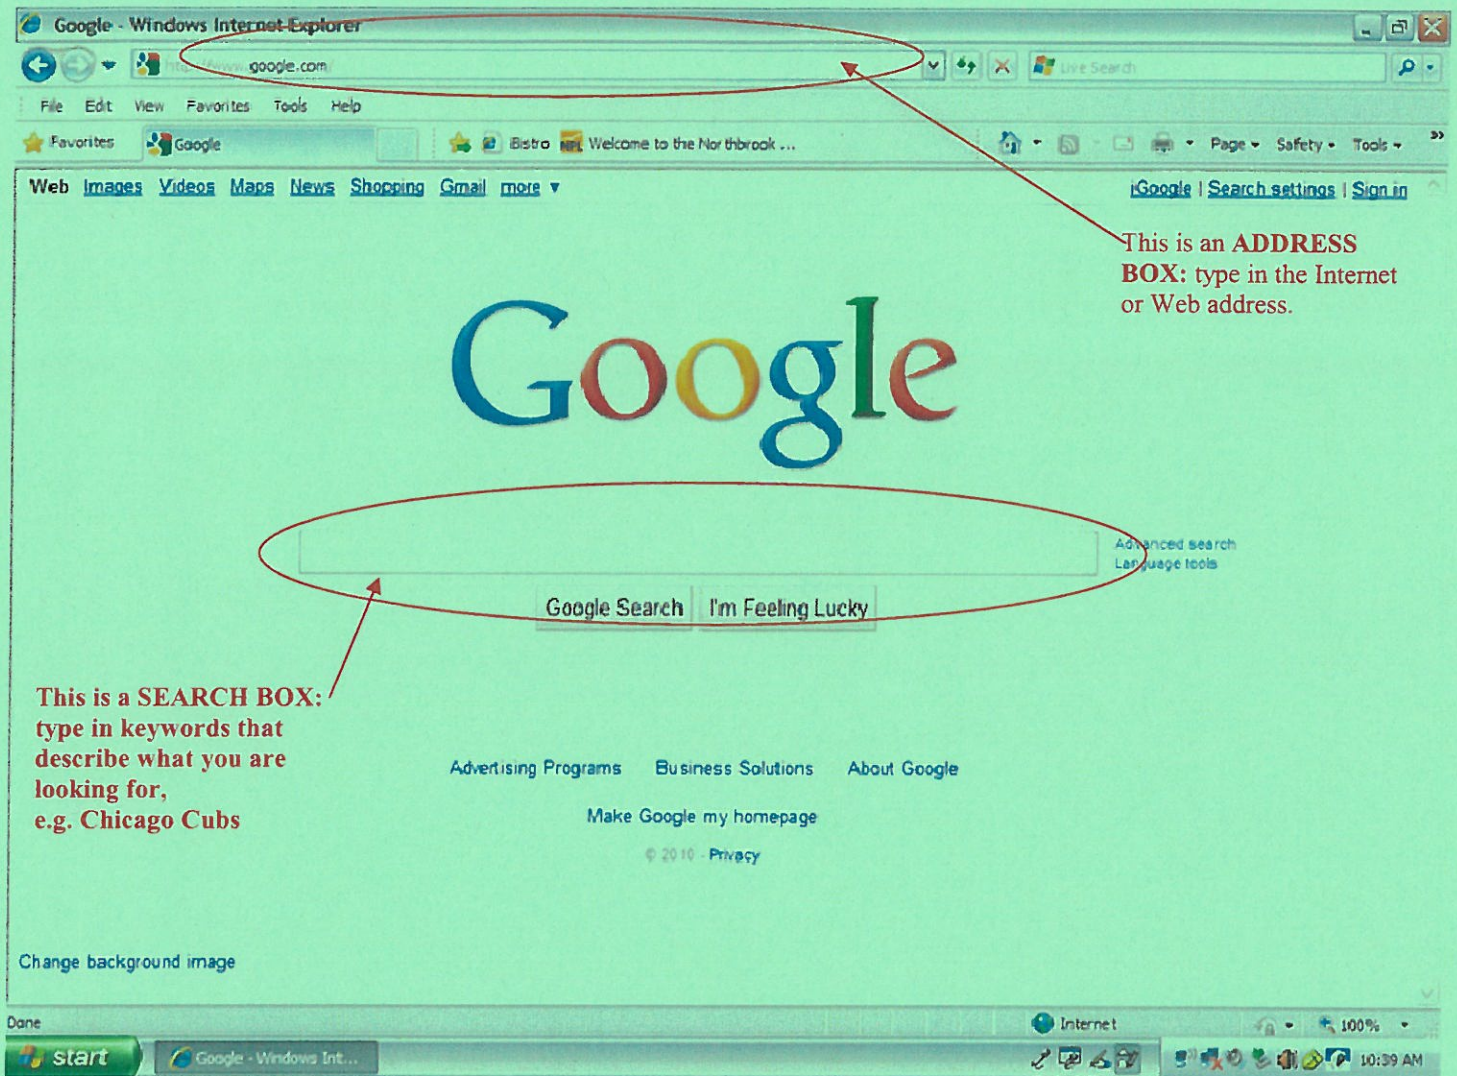 Google - Windows Internet Explorer
http://www. google.com
Live Search
File Edit View Favorites Tools Help
Favorites Google Bistro NPL Welcome to the Northbrook ... Page Safety Tools »
Web Images Videos Maps News Shopping Gmail more iGoogle | Search settings | Sign in
This is an ADDRESS
BOX: type in the Internet
or Web address.
Google
Advanced search
Language tools
Google Search I'm Feeling Lucky
This is a SEARCH BOX:
type in keywords that
describe what you are
looking for,
e.g. Chicago Cubs
Advertising Programs Business Solutions About Google
Make Google my homepage
© 2010 - Privacy
Change background image
Done Internet 100%
start Google - Windows Int... 10:39 AM